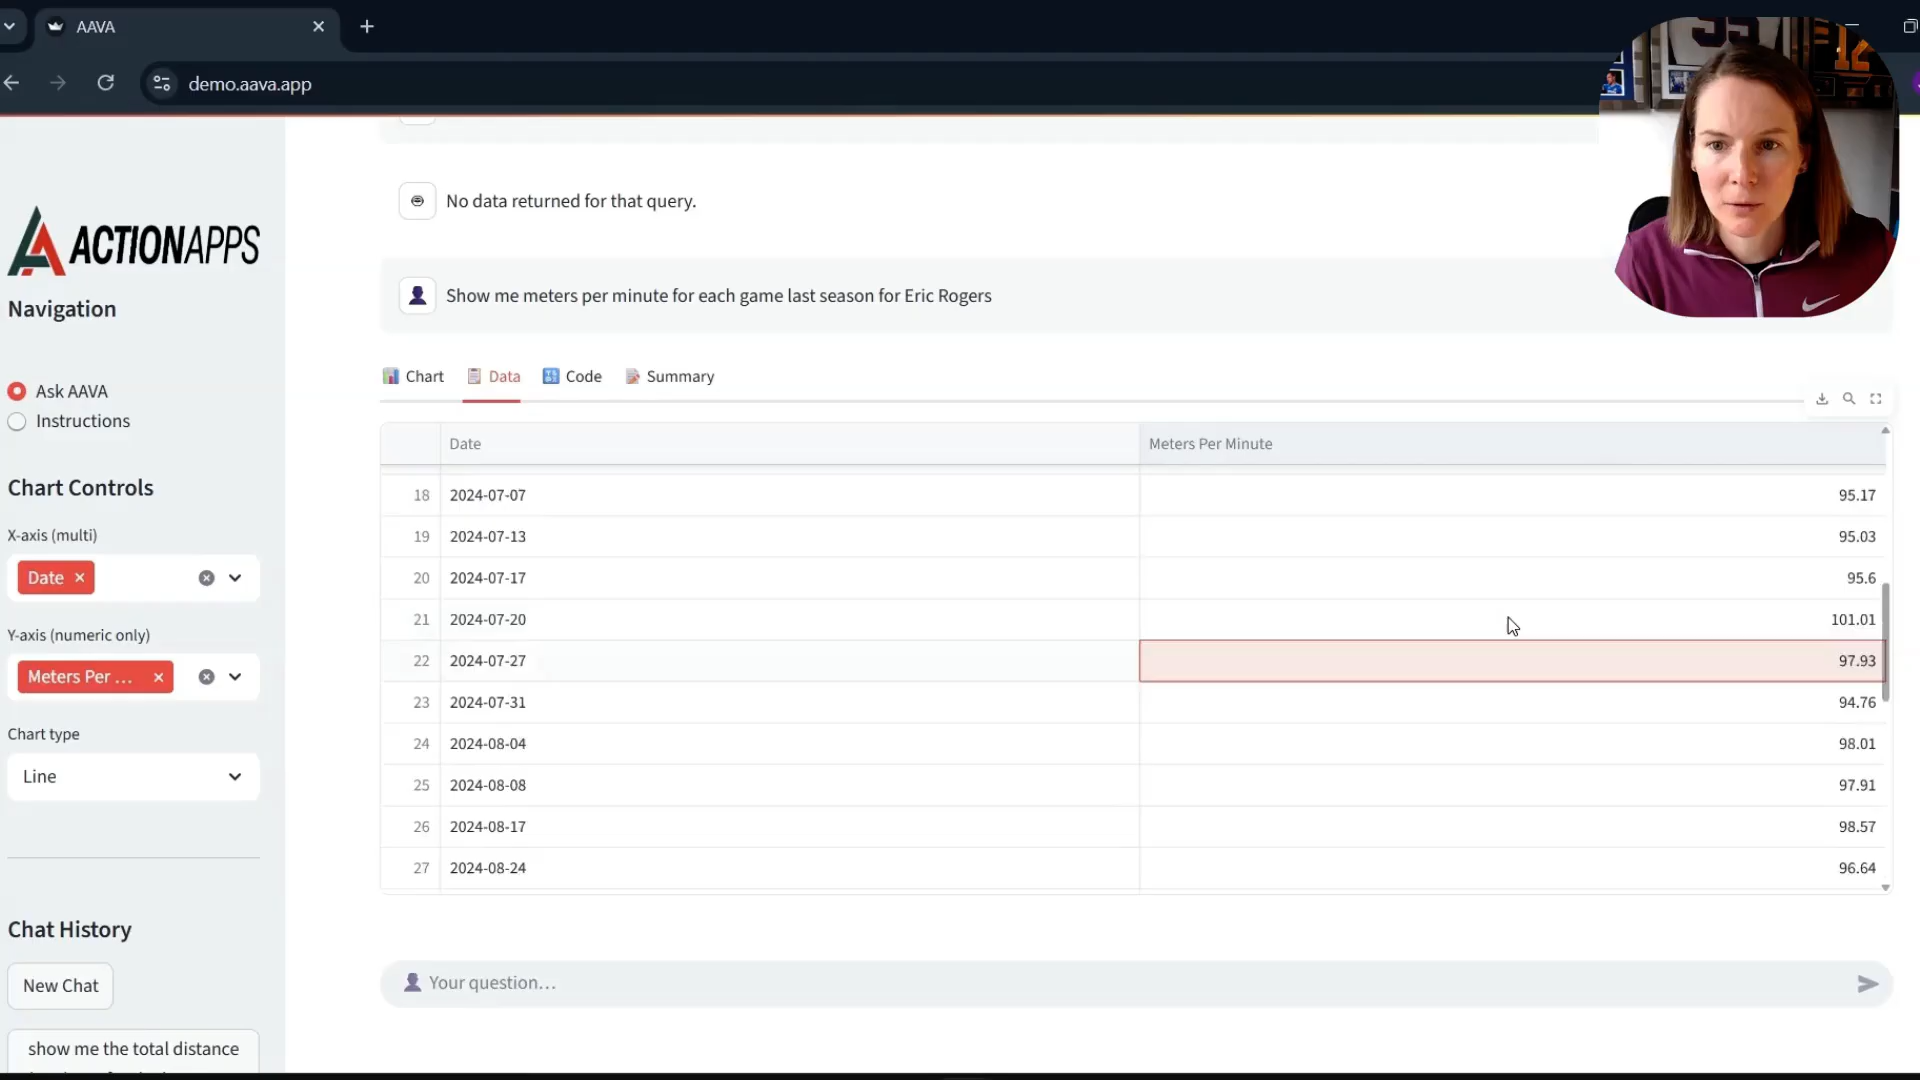 AAVA
demo.aava.app
ACTIONAPPS
Navigation
Ask AAVA
Instructions
Chart Controls
X-axis (multi)
Date
Y-axis (numeric only)
Meters Per ...
Chart type
Line
Chat History
New Chat
show me the total distance
No data returned for that query.
Show me meters per minute for each game last season for Eric Rogers
Chart
Data
Code
Summary
Date Meters Per Minute
18 2024-07-07 95.17
19 2024-07-13 95.03
20 2024-07-17 95.6
21 2024-07-20 101.01
22 2024-07-27 97.93
23 2024-07-31 94.76
24 2024-08-04 98.01
25 2024-08-08 97.91
26 2024-08-17 98.57
27 2024-08-24 96.64
Your question...
12